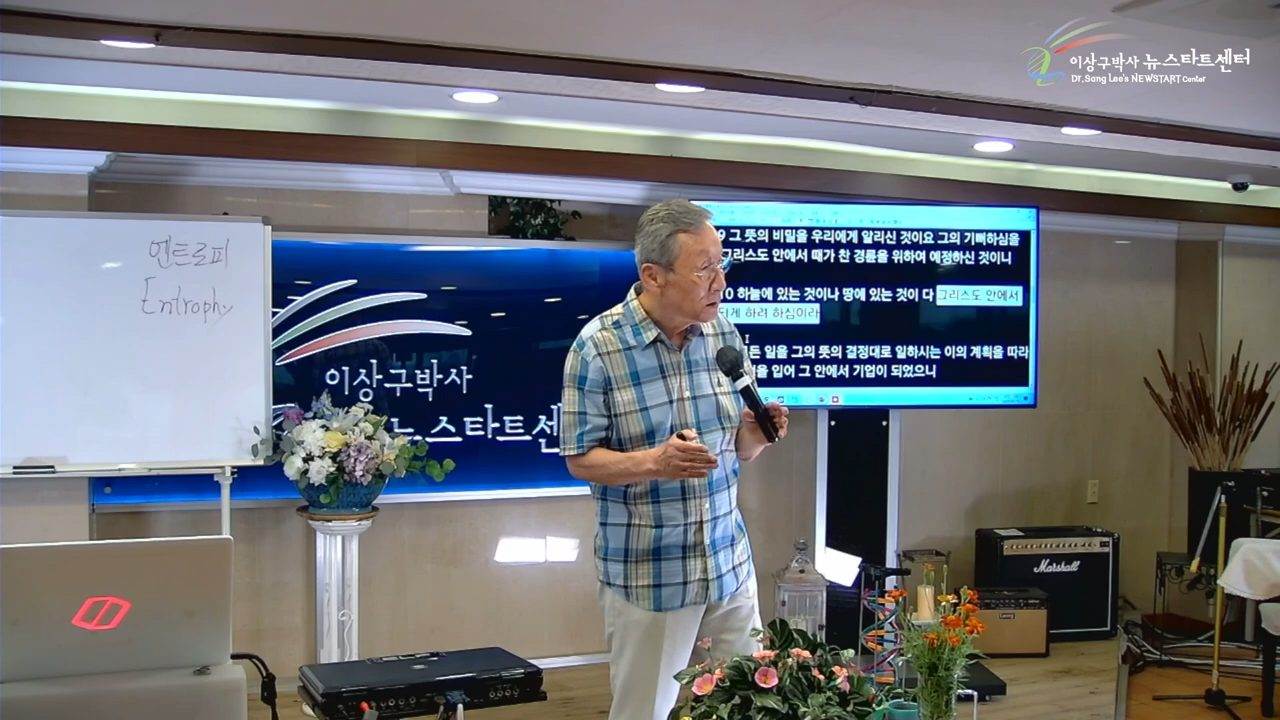 이상구박사 뉴스타트센터
Dr. Sang Lee's NEWSTART Center
엔트로피
Entrophy
이상구박사
뉴스타트센
9 그 뜻의 비밀을 우리에게 알리신 것이요 그의 기뻐하심을
그리스도 안에서 때가 찬 경륜을 위하여 예정하신 것이니
0 하늘에 있는 것이나 땅에 있는 것이 다 그리스도 안에서
되게 하려 하심이라
든 일을 그의 뜻의 결정대로 일하시는 이의 계획을 따라
을 입어 그 안에서 기업이 되었으니
Marshall